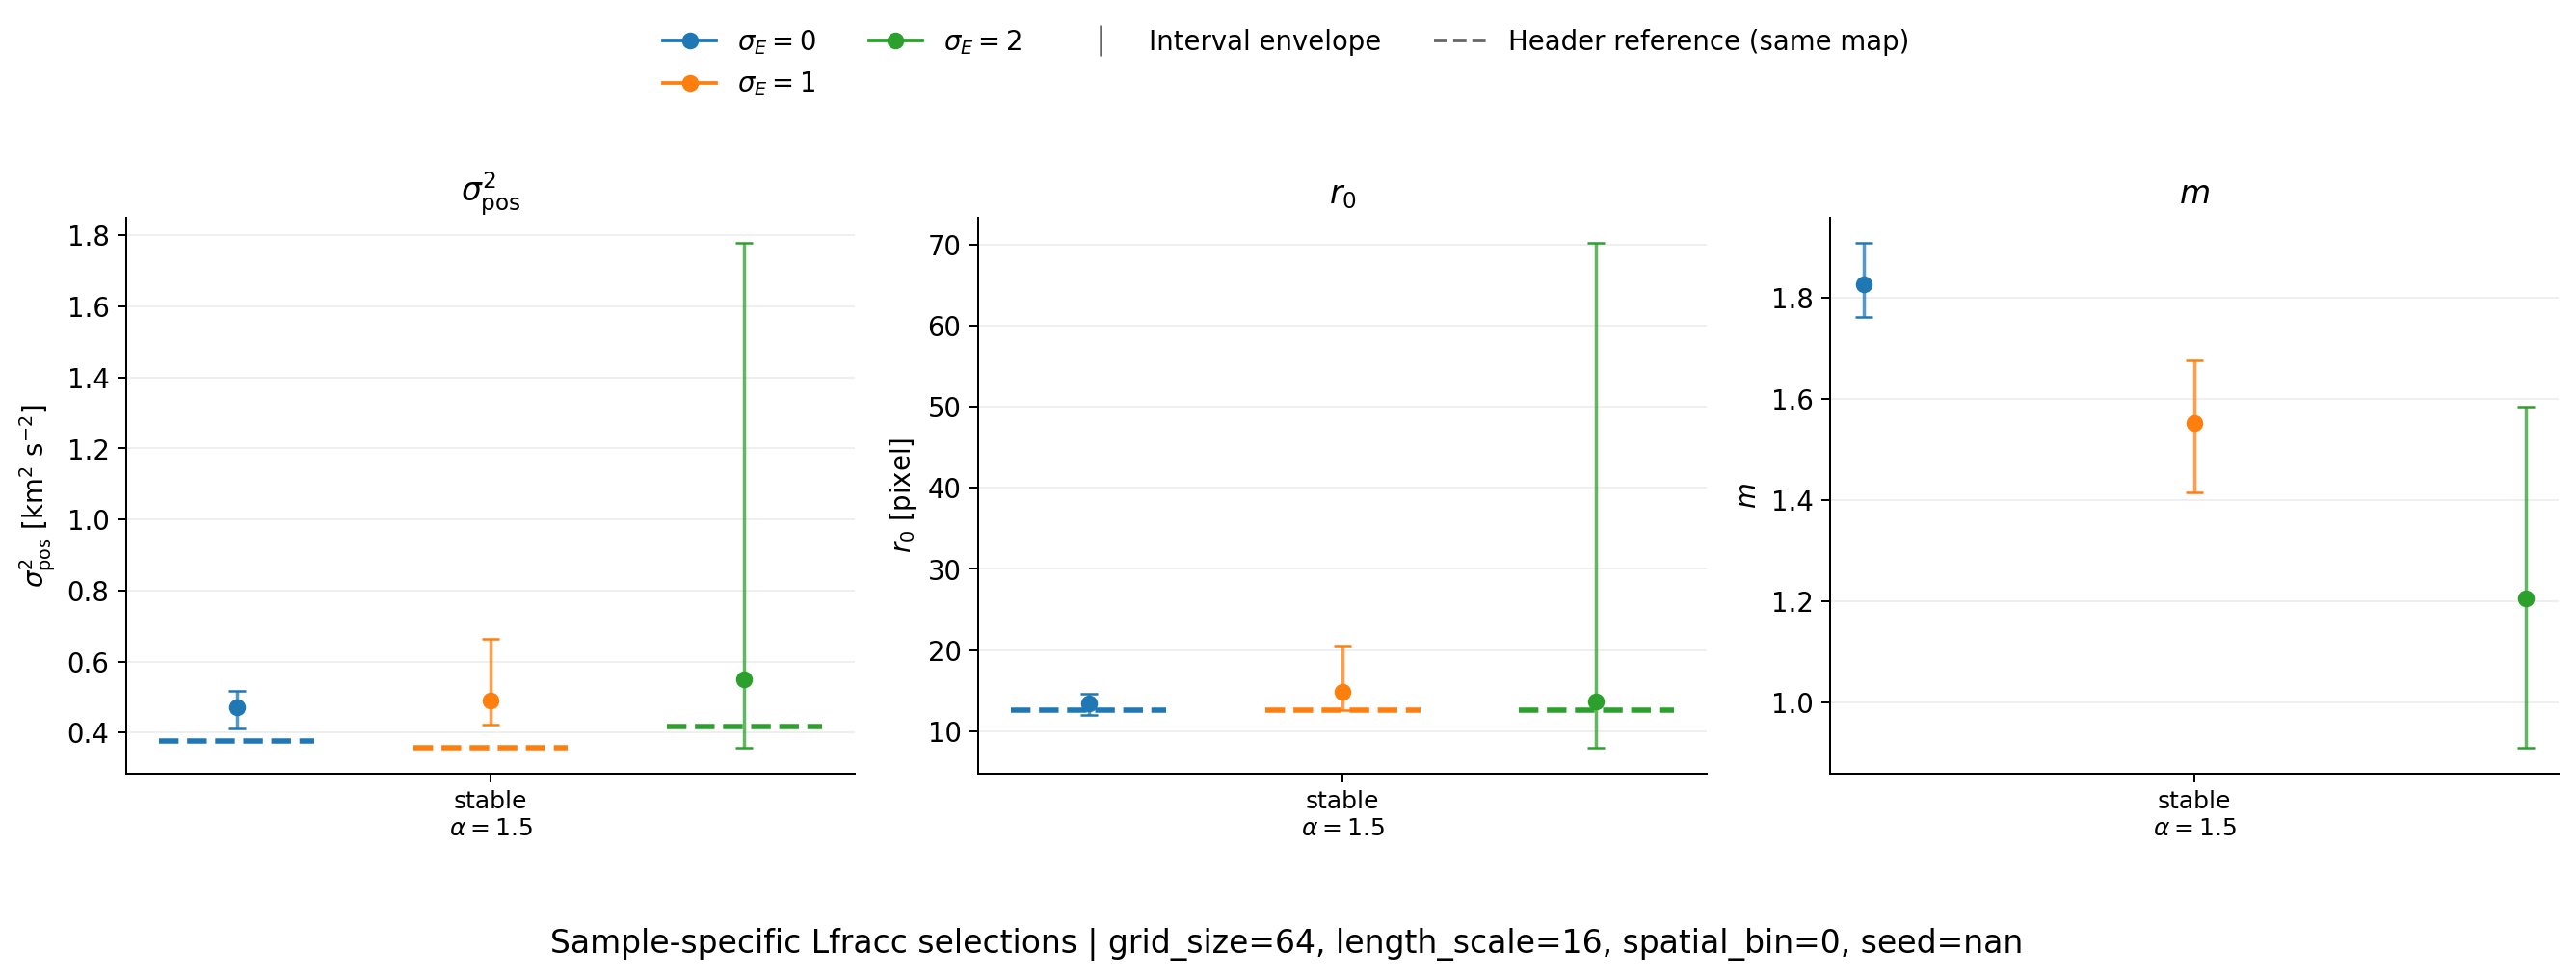 σ_E = 0
σ_E = 1
σ_E = 2
Interval envelope
Header reference (same map)
σ²_pos
σ²_pos [km² s⁻²]
1.8
1.6
1.4
1.2
1.0
0.8
0.6
0.4
stable
α = 1.5
r₀
r₀ [pixel]
70
60
50
40
30
20
10
stable
α = 1.5
m
m
1.8
1.6
1.4
1.2
1.0
stable
α = 1.5
Sample-specific Lfracc selections | grid_size=64, length_scale=16, spatial_bin=0, seed=nan